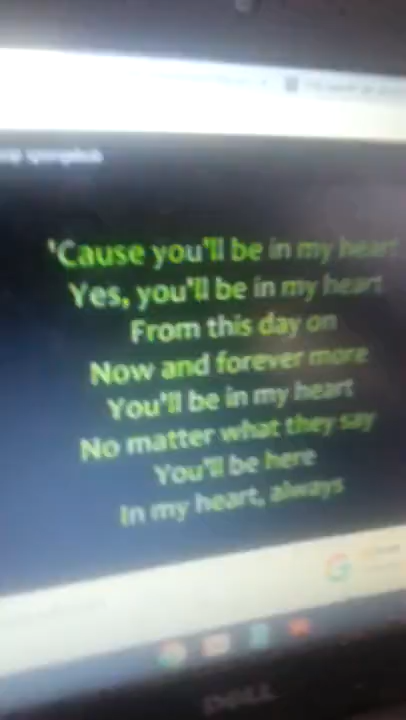 'Cause you'll be in my heart
Yes, you'll be in my heart
From this day on
Now and forever more
You'll be in my heart
No matter what they say
You'll be here
In my heart, always
DELL